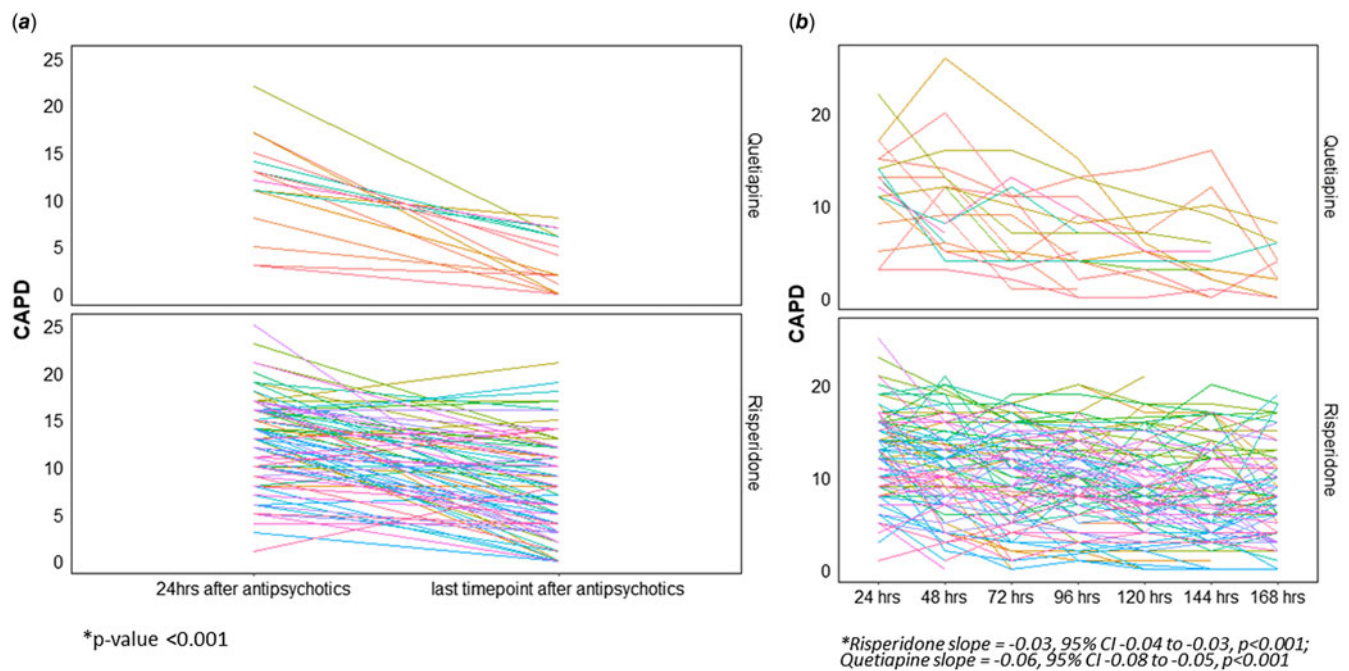 (a)
25
20
15
10
5
0
Quetiapine
CAPD
25
20
15
10
5
0
Risperidone
24hrs after antipsychotics last timepoint after antipsychotics
*p-value <0.001
(b)
20
10
0
Quetiapine
CAPD
20
10
0
Risperidone
24 hrs 48 hrs 72 hrs 96 hrs 120 hrs 144 hrs 168 hrs
*Risperidone slope = -0.03, 95% CI -0.04 to -0.03, p<0.001;
Quetiapine slope = -0.06, 95% CI -0.08 to -0.05, p<0.001